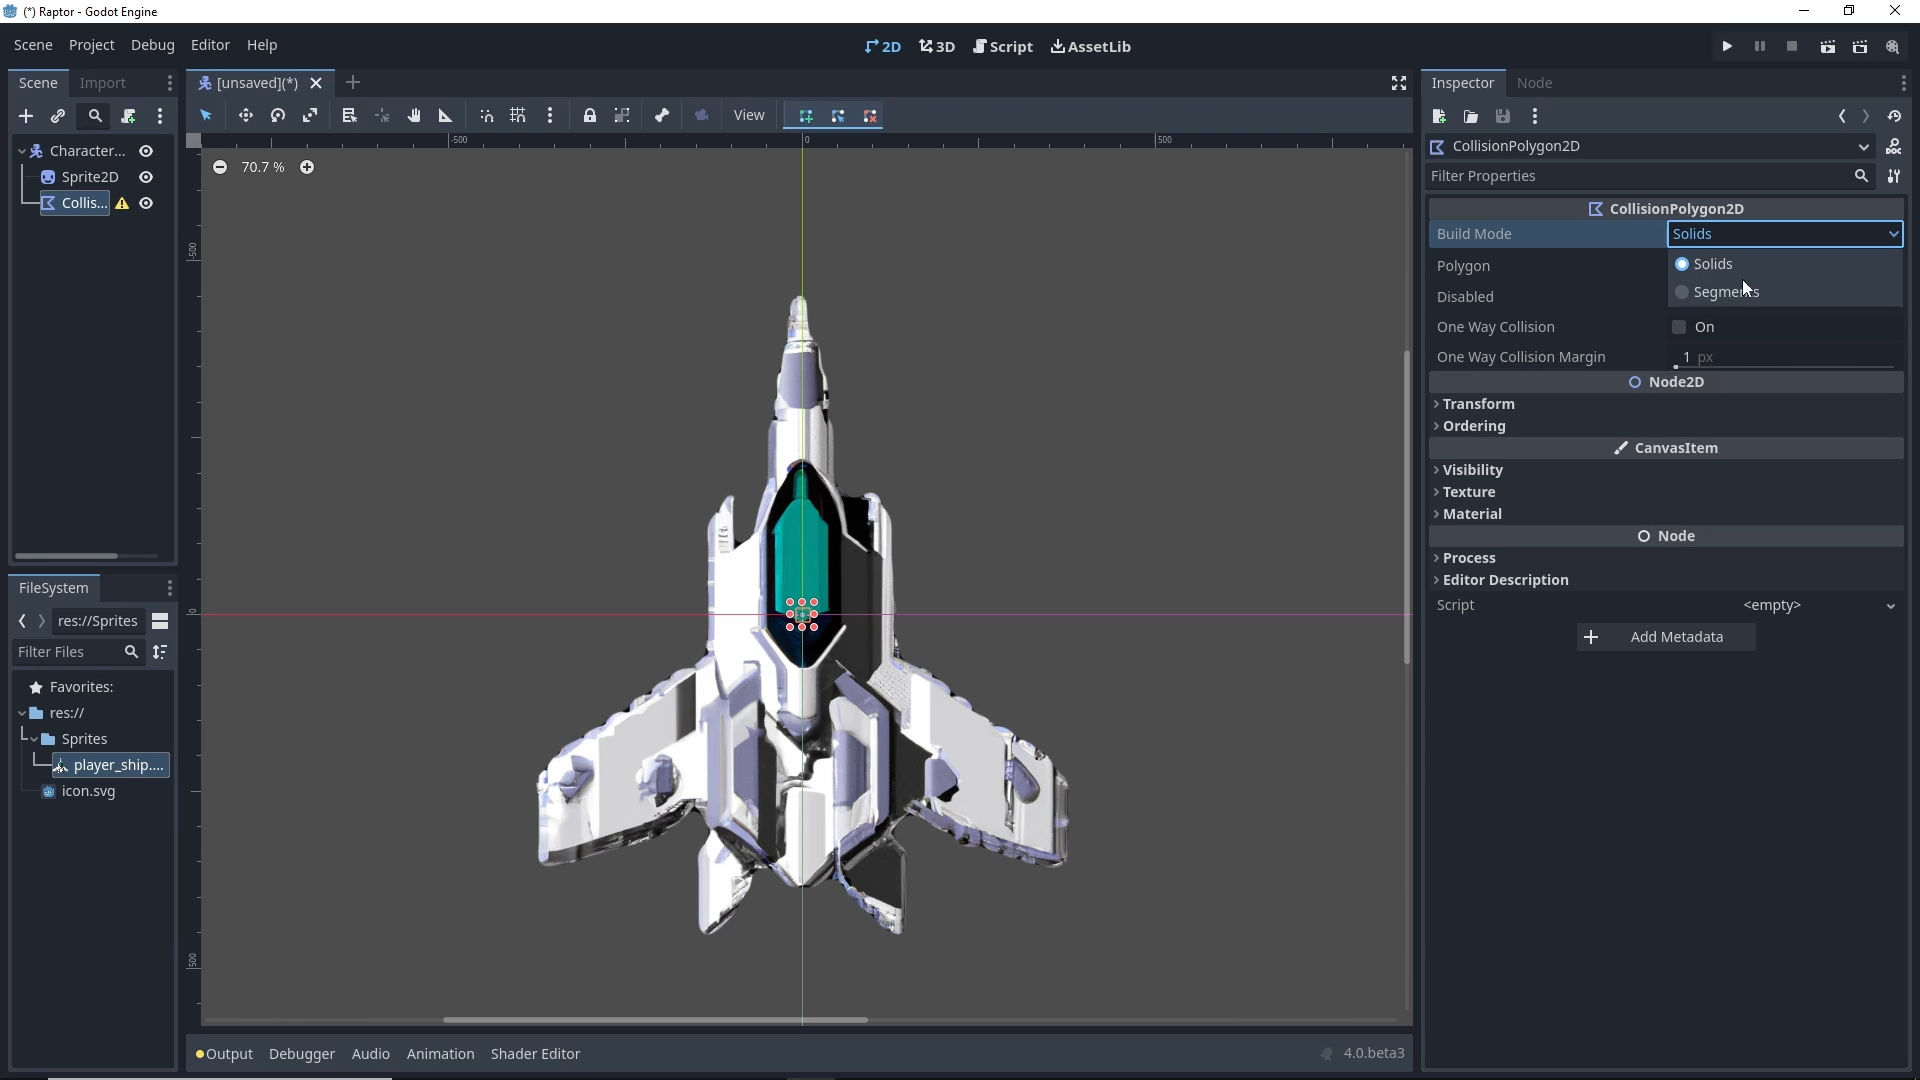 (*) Raptor - Godot Engine
Scene Project Debug Editor Help
2D 3D Script AssetLib
Scene Import
[unsaved](*)
Inspector Node
View
CollisionPolygon2D
Filter Properties
Character...
Sprite2D
Collis...
-500 0 500
70.7 %
-500
0
500
CollisionPolygon2D
Build Mode Solids
Polygon Solids
Disabled Segments
One Way Collision On
One Way Collision Margin 1 px
Node2D
Transform
Ordering
CanvasItem
Visibility
Texture
Material
Node
Process
Editor Description
Script <empty>
Add Metadata
FileSystem
res://Sprites
Filter Files
Favorites:
res://
Sprites
player_ship....
icon.svg
Output Debugger Audio Animation Shader Editor
4.0.beta3